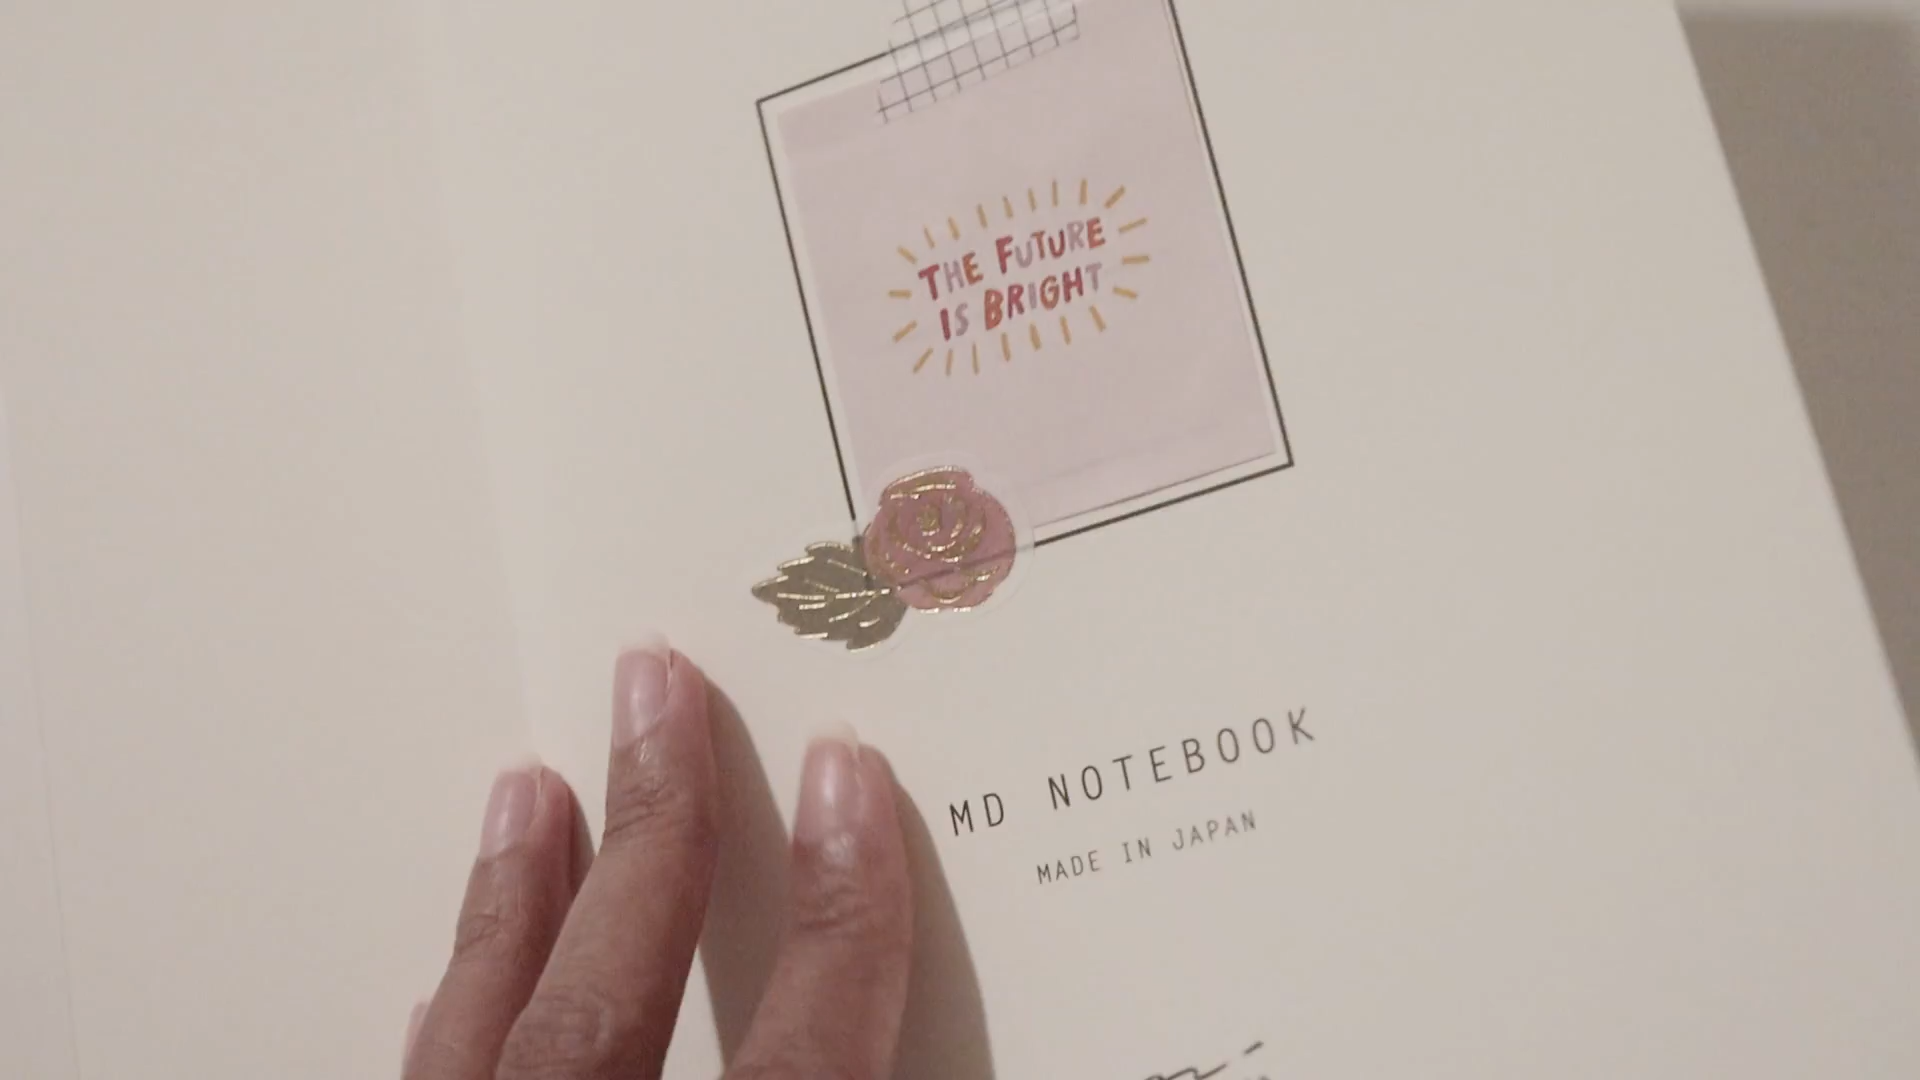 THE FUTURE
IS BRIGHT
MD NOTEBOOK
MADE IN JAPAN